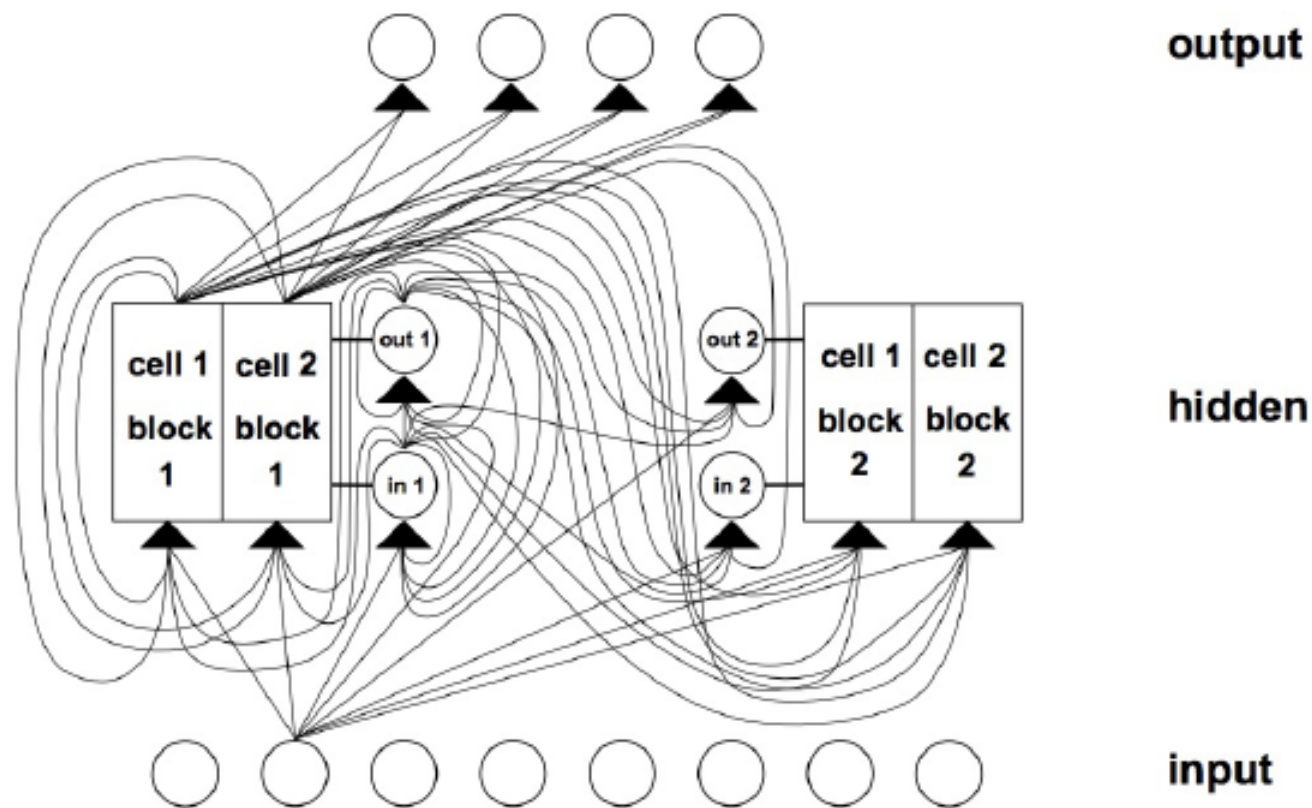 output
out 1
out 2
cell 1
cell 2
cell 1
cell 2
hidden
block
1
block
1
block
2
block
2
in 1
in 2
input